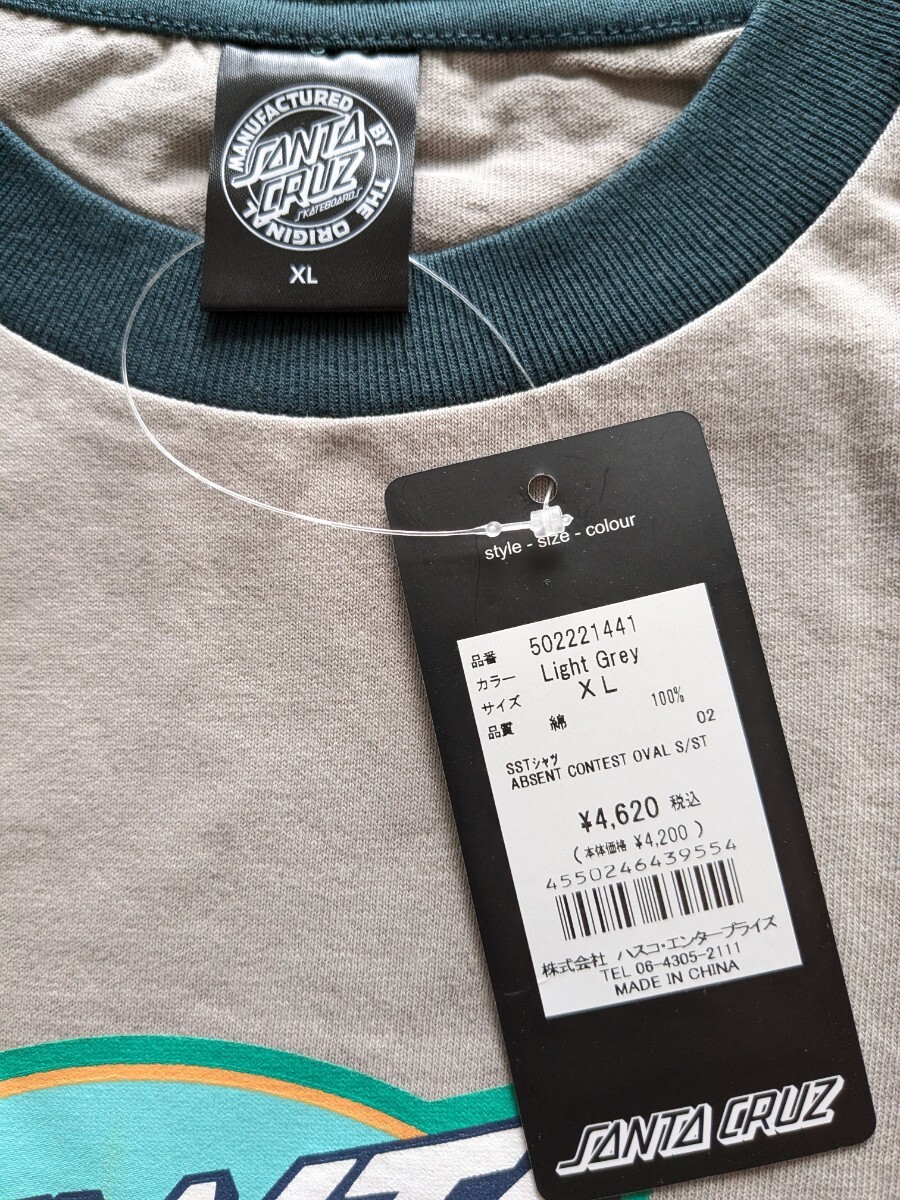 MANUFACTURED BY THE ORIGINAL
SANTA
CRUZ
SKATEBOARDS
XL
style - size - colour
品番 502221441
カラー Light Grey
サイズ XL
品質 綿 100%
02
SSTシャツ
ABSENT CONTEST OVAL S/ST
¥4,620 税込
(本体価格 ¥4,200)
4550246439554
株式会社 ハスコ・エンタープライズ
TEL 06-4305-2111
MADE IN CHINA
SANTA CRUZ